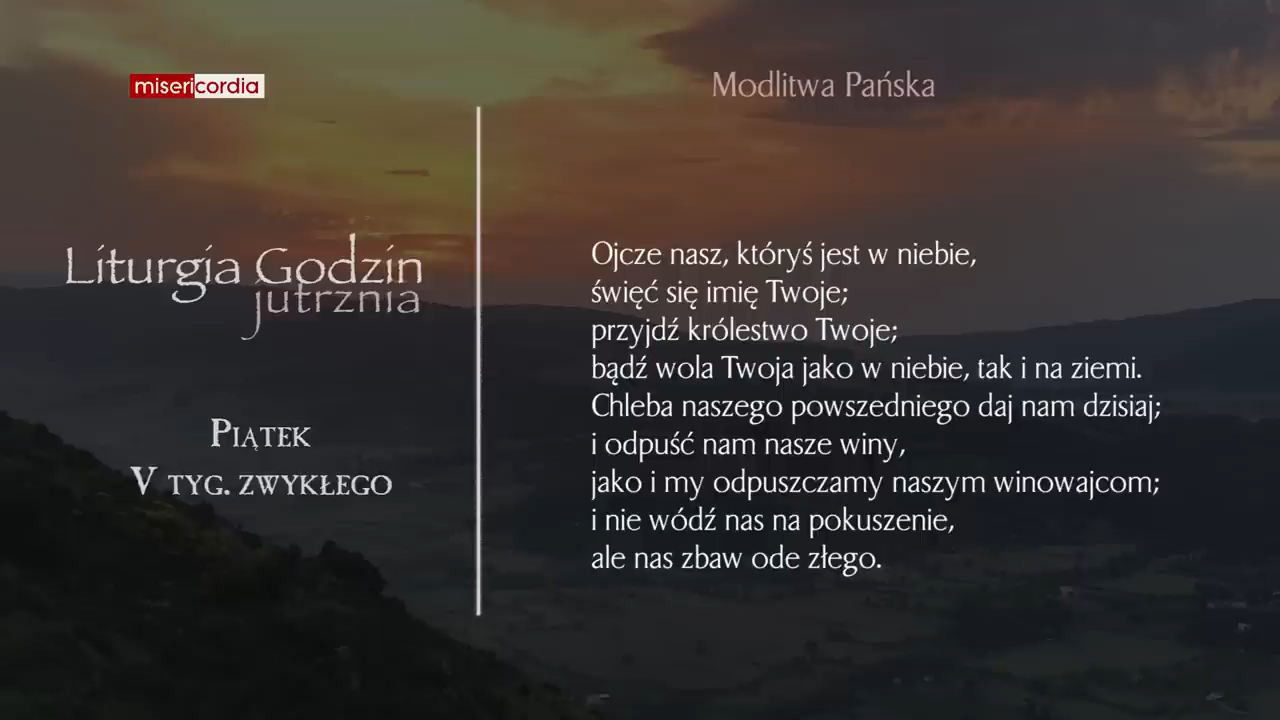 misericordia
Modlitwa Pańska
Liturgia Godzin
jutrznia
Piątek
V tyg. zwykłego
Ojcze nasz, któryś jest w niebie,
święć się imię Twoje;
przyjdź królestwo Twoje;
bądź wola Twoja jako w niebie, tak i na ziemi.
Chleba naszego powszedniego daj nam dzisiaj;
i odpuść nam nasze winy,
jako i my odpuszczamy naszym winowajcom;
i nie wódź nas na pokuszenie,
ale nas zbaw ode złego.